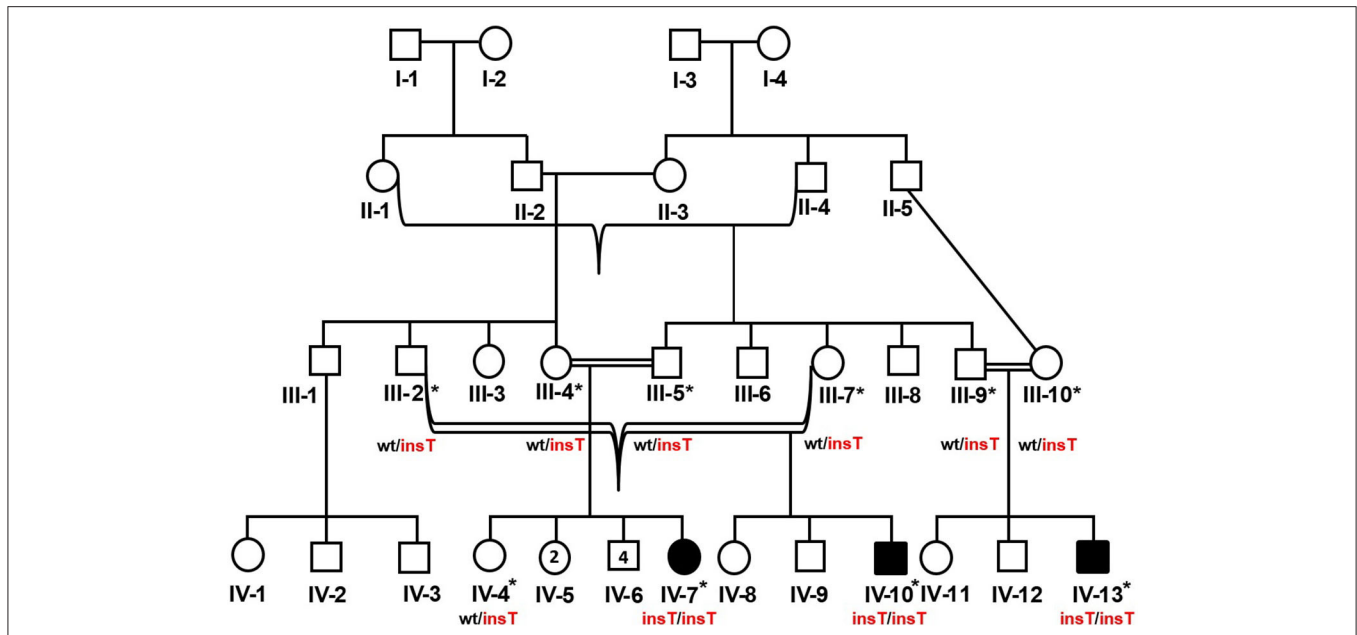 I-1 I-2 I-3 I-4
II-1 II-2 II-3 II-4 II-5
III-1 III-2* III-3 III-4* III-5* III-6 III-7* III-8 III-9* III-10*
wt/insT wt/insT wt/insT wt/insT wt/insT wt/insT
2 4
IV-1 IV-2 IV-3 IV-4* IV-5 IV-6 IV-7* IV-8 IV-9 IV-10* IV-11 IV-12 IV-13*
wt/insT insT/insT insT/insT insT/insT